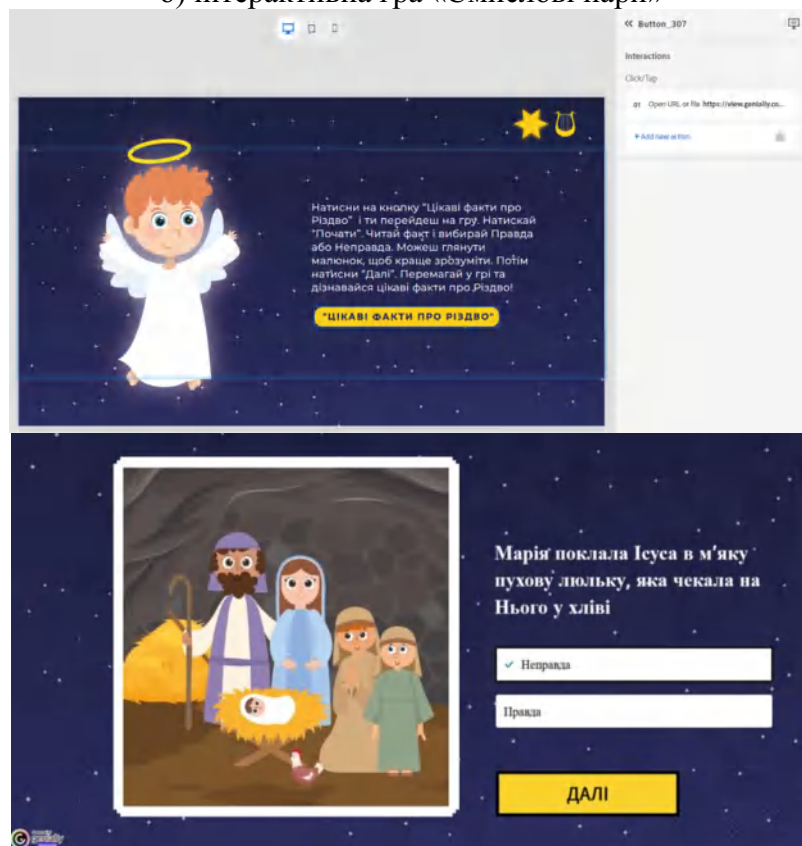 б) інтерактивна гра «Смислові пари»
Button_307
Interactions
Click/Tap
01 Open URL or file https://view.genially.co...
+ Add new action
Натисни на кнопку "Цікаві факти про
Різдво" і ти перейдеш на гру. Натискай
"Почати". Читай факт і вибирай Правда
або Неправда. Можеш глянути
малюнок, щоб краще зрозуміти. Потім
натисни "Далі". Перемагай у грі та
дізнавайся цікаві факти про Різдво!
"ЦІКАВІ ФАКТИ ПРО РІЗДВО"
Марія поклала Ісуса в м'яку
пухову люльку, яка чекала на
Нього у хліві
Неправда
Правда
ДАЛІ
genially